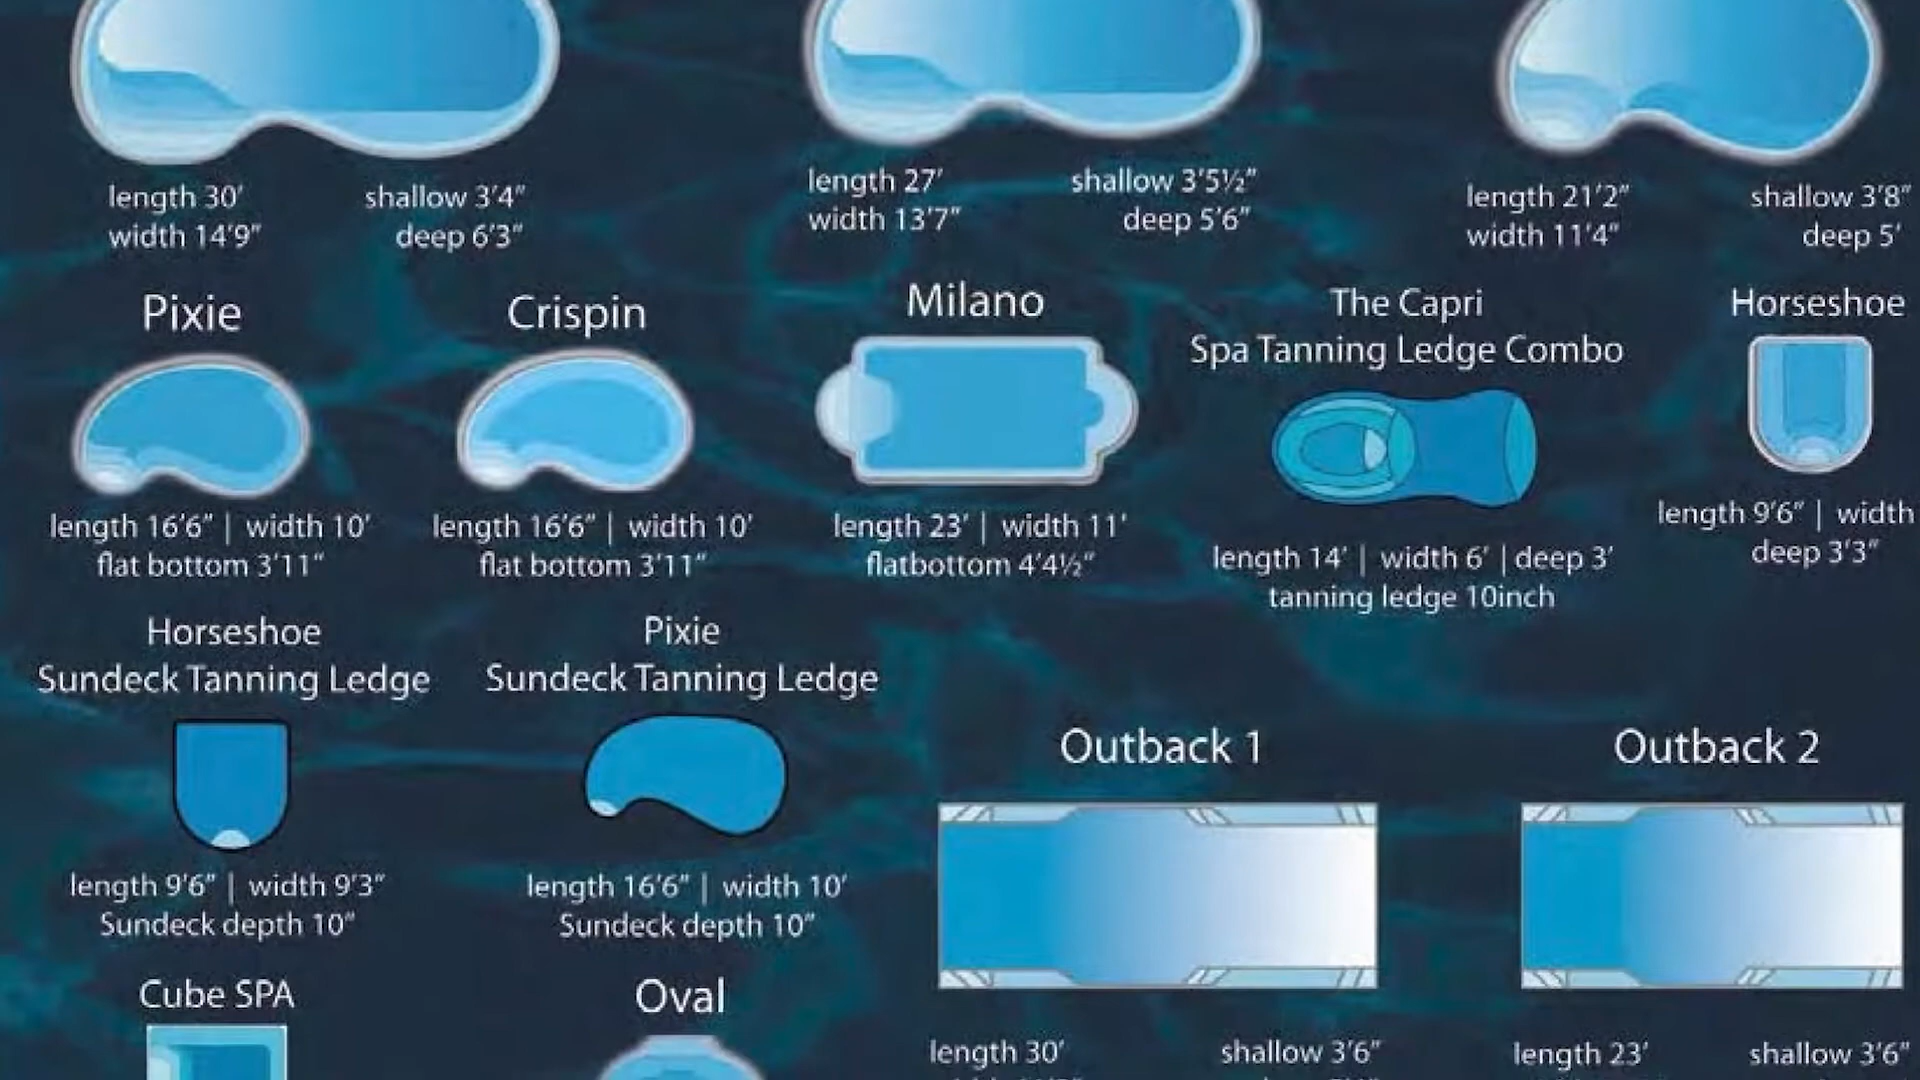 length 30′ shallow 3′4″
width 14′9″ deep 6′3″
length 27′ shallow 3′5½″
width 13′7″ deep 5′6″
length 21′2″ shallow 3′8″
width 11′4″ deep 5′
Pixie
length 16′6″ | width 10′
flat bottom 3′11″
Crispin
length 16′6″ | width 10′
flat bottom 3′11″
Milano
length 23′ | width 11′
flatbottom 4′4½″
The Capri
Spa Tanning Ledge Combo
length 14′ | width 6′ | deep 3′
tanning ledge 10inch
Horseshoe
length 9′6″ | width
deep 3′3″
Horseshoe
Sundeck Tanning Ledge
length 9′6″ | width 9′3″
Sundeck depth 10″
Pixie
Sundeck Tanning Ledge
length 16′6″ | width 10′
Sundeck depth 10″
Outback 1
length 30′ shallow 3′6″
Outback 2
length 23′ shallow 3′6″
Cube SPA
Oval